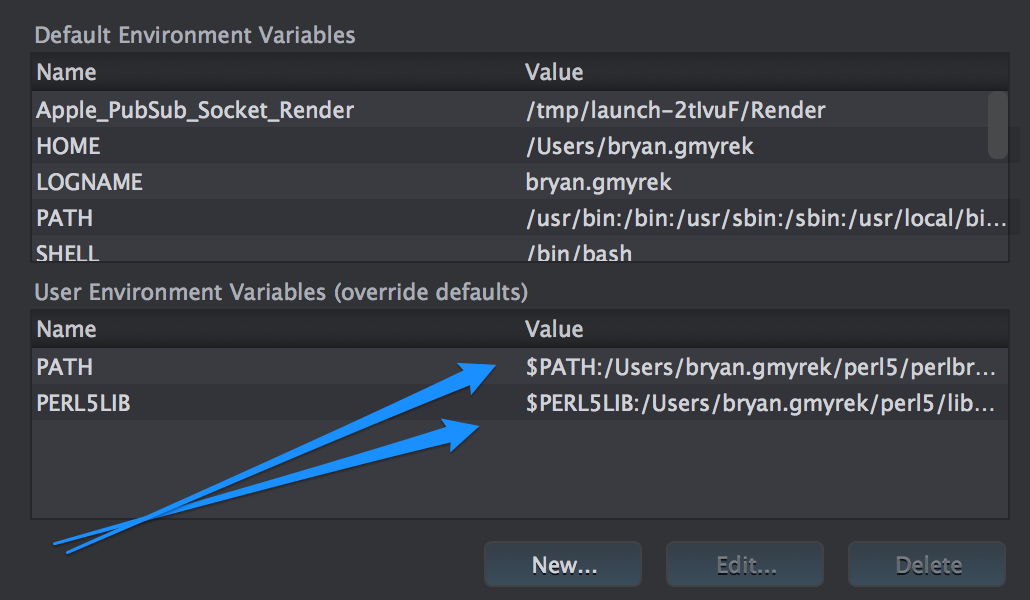 Default Environment Variables
Name Value
Apple_PubSub_Socket_Render /tmp/launch-2tIvuF/Render
HOME /Users/bryan.gmyrek
LOGNAME bryan.gmyrek
PATH /usr/bin:/bin:/usr/sbin:/sbin:/usr/local/bi...
SHELL /bin/bash
User Environment Variables (override defaults)
Name Value
PATH $PATH:/Users/bryan.gmyrek/perl5/perlbr...
PERL5LIB $PERL5LIB:/Users/bryan.gmyrek/perl5/lib...
New... Edit... Delete